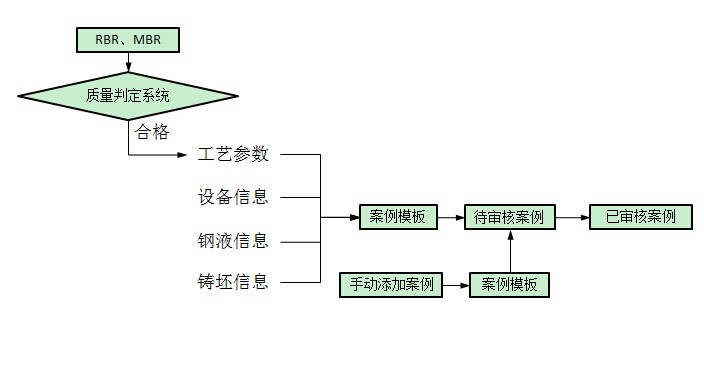 RBR、MBR
质量判定系统
合格
工艺参数
设备信息
钢液信息
铸坯信息
案例模板
待审核案例
已审核案例
手动添加案例
案例模板